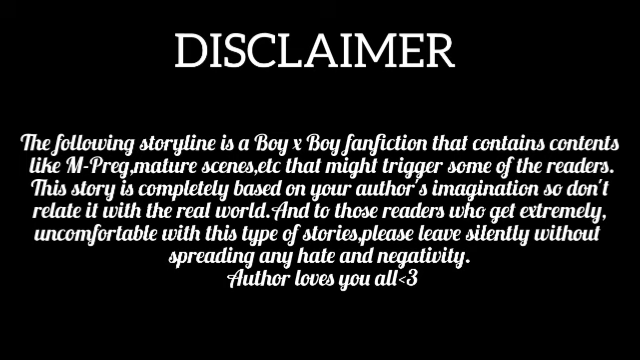 DISCLAIMER
The following storyline is a Boy x Boy fanfiction that contains contents
like M-Preg,mature scenes,etc that might trigger some of the readers.
This story is completely based on your author's imagination so don't
relate it with the real world.And to those readers who get extremely,
uncomfortable with this type of stories,please leave silently without
spreading any hate and negativity.
Author loves you all<3